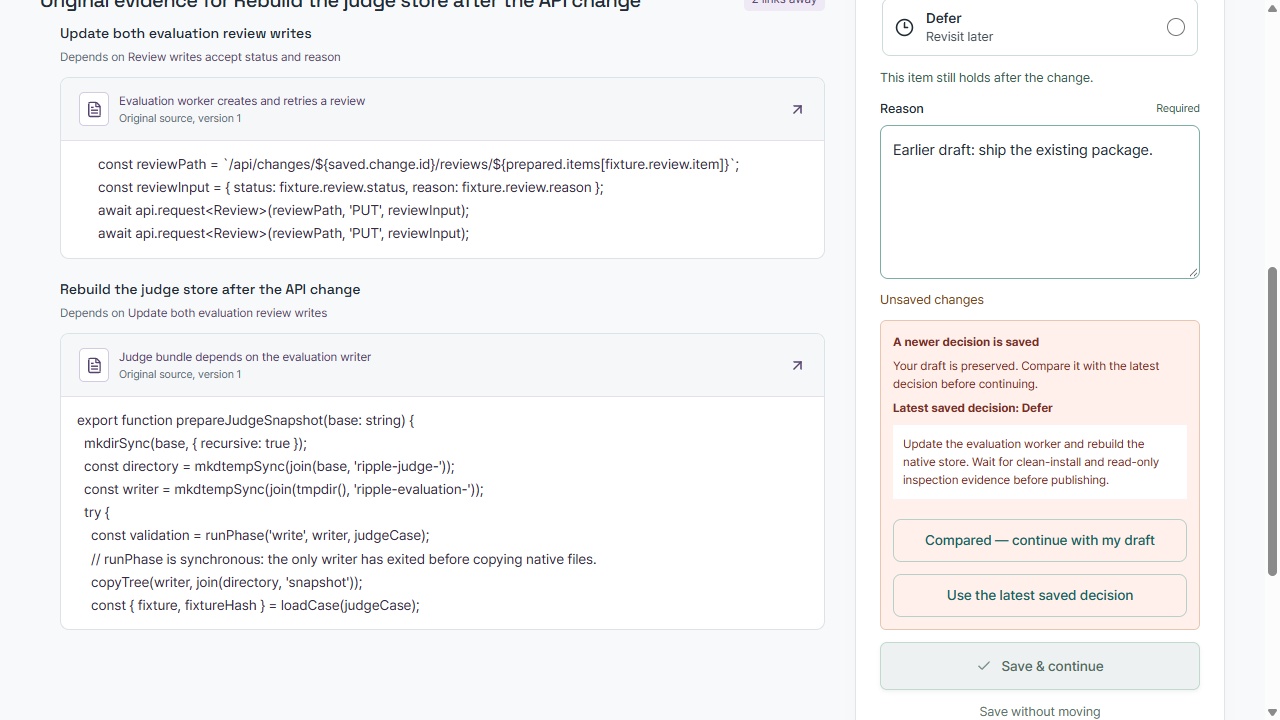 Original evidence for Rebuild the judge store after the API change
2 links away
Update both evaluation review writes
Depends on Review writes accept status and reason
Evaluation worker creates and retries a review
Original source, version 1
const reviewPath = `/api/changes/${saved.change.id}/reviews/${prepared.items[fixture.review.item]}`;
const reviewInput = { status: fixture.review.status, reason: fixture.review.reason };
await api.request<Review>(reviewPath, 'PUT', reviewInput);
await api.request<Review>(reviewPath, 'PUT', reviewInput);
Rebuild the judge store after the API change
Depends on Update both evaluation review writes
Judge bundle depends on the evaluation writer
Original source, version 1
export function prepareJudgeSnapshot(base: string) {
mkdirSync(base, { recursive: true });
const directory = mkdtempSync(join(base, 'ripple-judge-'));
const writer = mkdtempSync(join(tmpdir(), 'ripple-evaluation-'));
try {
const validation = runPhase('write', writer, judgeCase);
// runPhase is synchronous: the only writer has exited before copying native files.
copyTree(writer, join(directory, 'snapshot'));
const { fixture, fixtureHash } = loadCase(judgeCase);
Defer
Revisit later
This item still holds after the change.
Reason
Required
Earlier draft: ship the existing package.
Unsaved changes
A newer decision is saved
Your draft is preserved. Compare it with the latest
decision before continuing.
Latest saved decision: Defer
Update the evaluation worker and rebuild the
native store. Wait for clean-install and read-only
inspection evidence before publishing.
Compared — continue with my draft
Use the latest saved decision
Save & continue
Save without moving